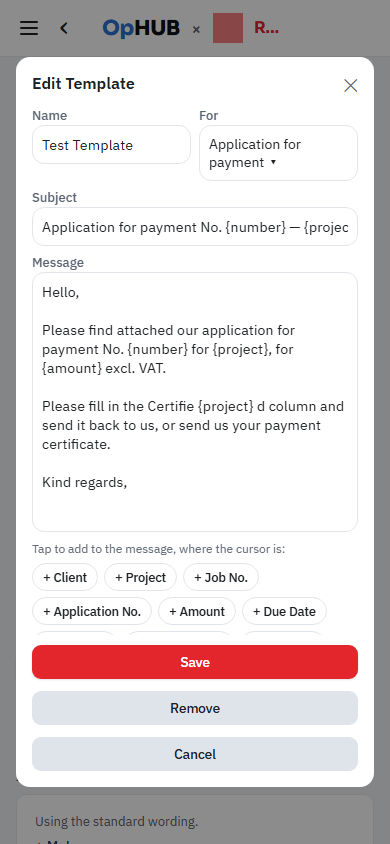 OpHUB × R...
Edit Template
Name
For
Test Template
Application for
payment ▾
Subject
Application for payment No. {number} — {projec
Message
Hello,
Please find attached our application for
payment No. {number} for {project}, for
{amount} excl. VAT.
Please fill in the Certifie {project} d column and
send it back to us, or send us your payment
certificate.
Kind regards,
Tap to add to the message, where the cursor is:
+ Client
+ Project
+ Job No.
+ Application No.
+ Amount
+ Due Date
Save
Remove
Cancel
Using the standard wording.